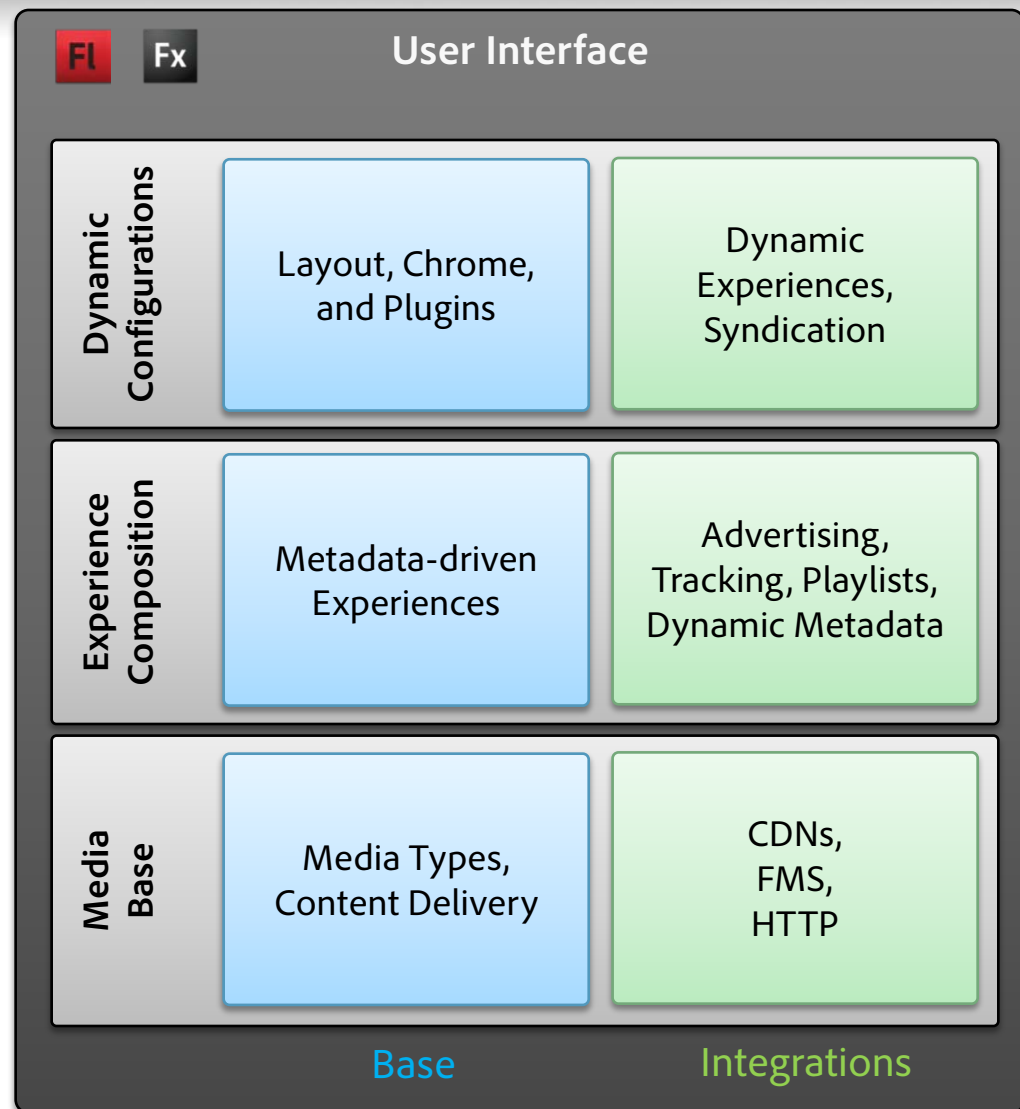 Fl
Fx
User Interface
Dynamic
Configurations
Layout, Chrome,
and Plugins
Dynamic
Experiences,
Syndication
Experience
Composition
Metadata-driven
Experiences
Advertising,
Tracking, Playlists,
Dynamic Metadata
Media
Base
Media Types,
Content Delivery
CDNs,
FMS,
HTTP
Base
Integrations